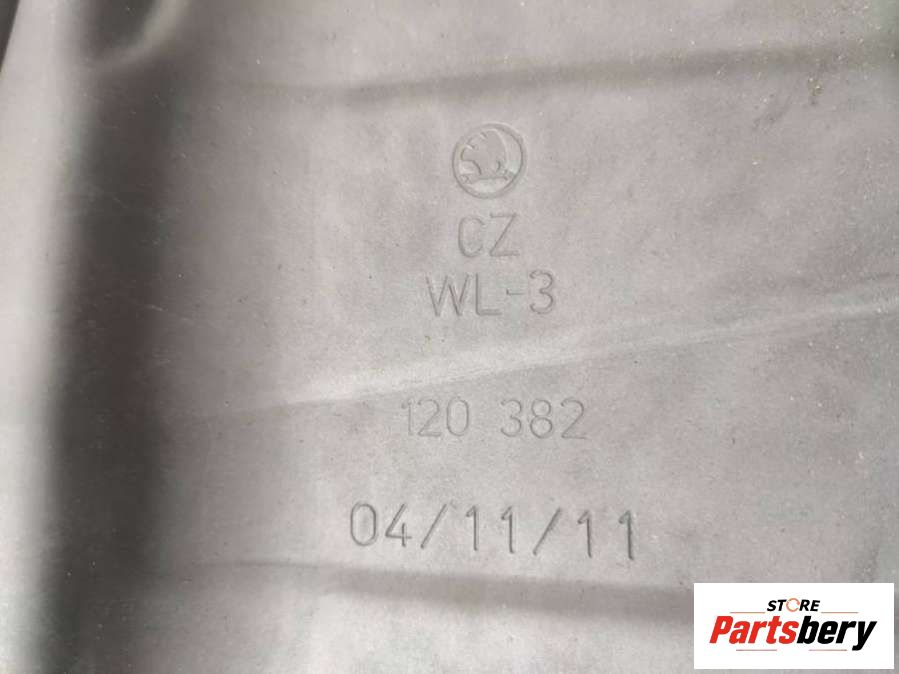 CZ
WL-3
120 382
04/11/11
STORE
Partsbery